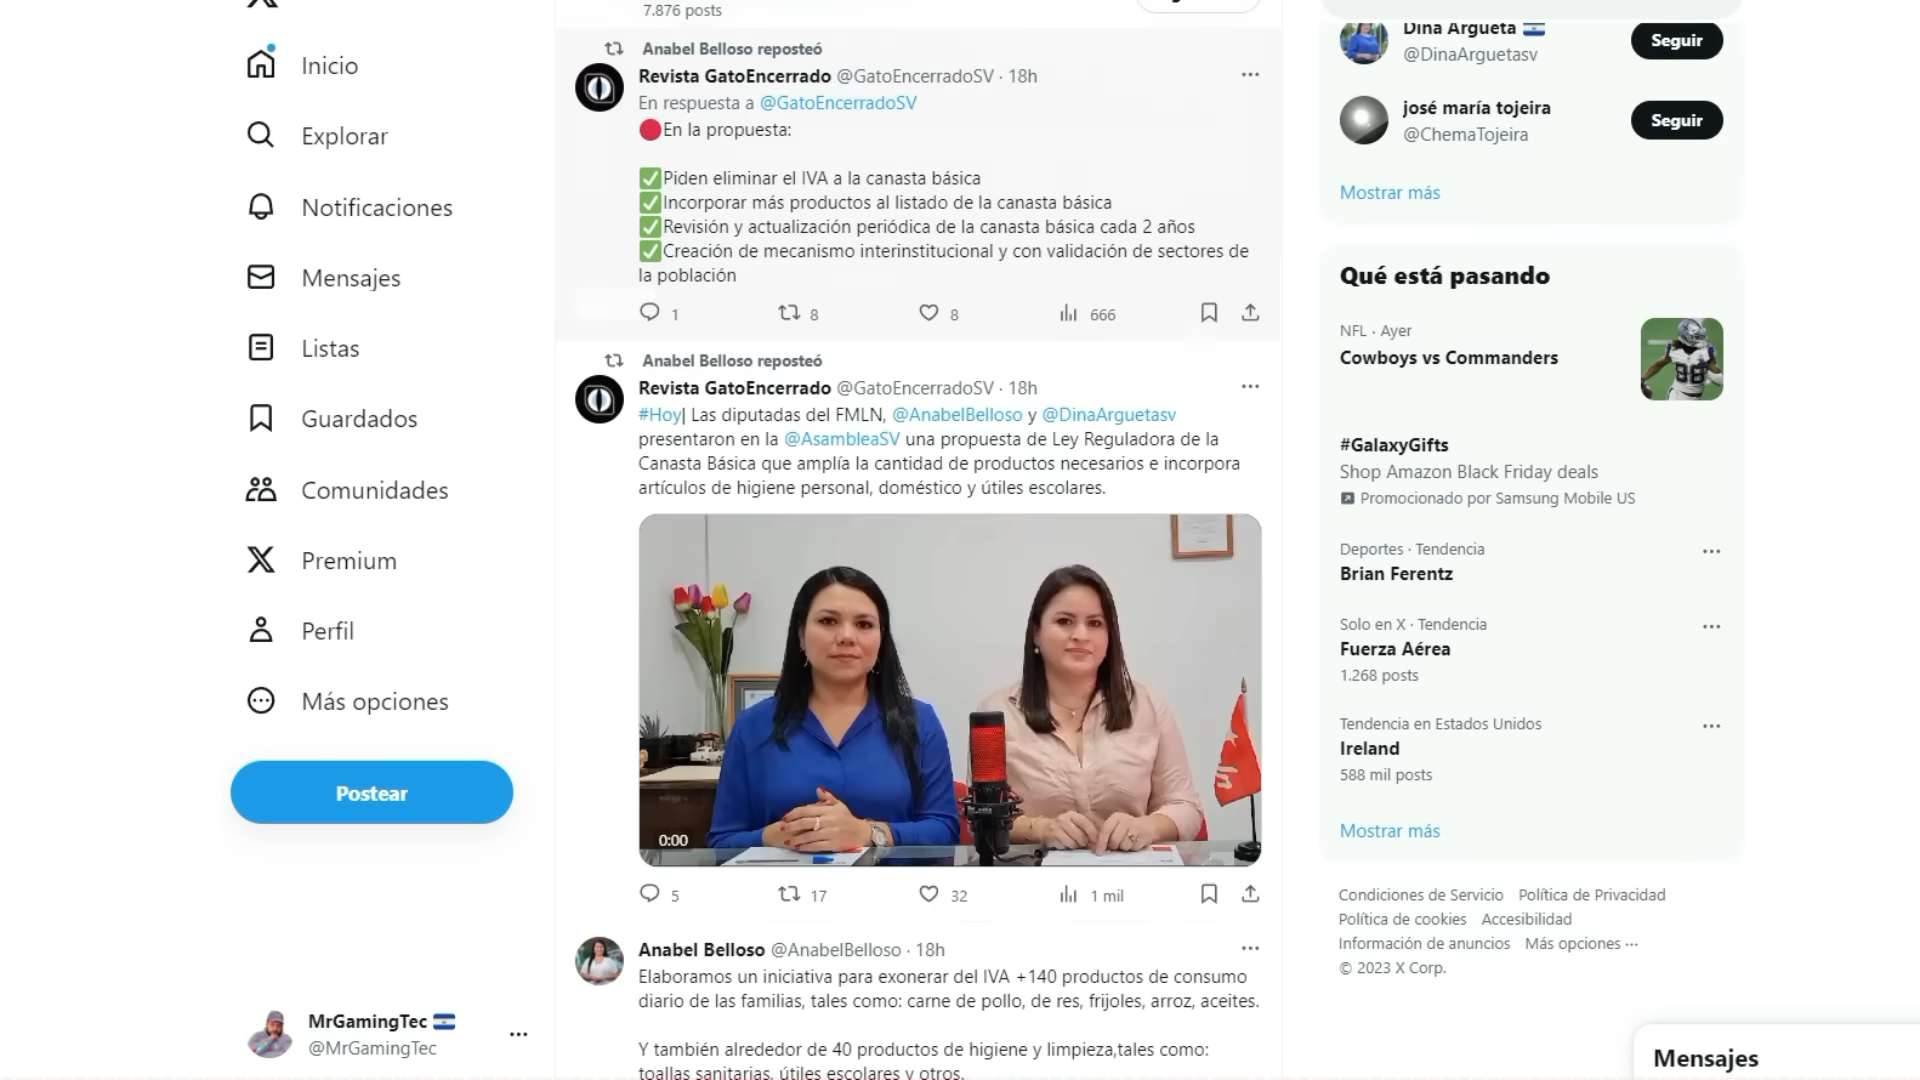 7.876 posts
Anabel Belloso reposteó
Revista GatoEncerrado @GatoEncerradoSV · 18h
En respuesta a @GatoEncerradoSV
En la propuesta:
Piden eliminar el IVA a la canasta básica
Incorporar más productos al listado de la canasta básica
Revisión y actualización periódica de la canasta básica cada 2 años
Creación de mecanismo interinstitucional y con validación de sectores de
la población
1 8 8 666
Anabel Belloso reposteó
Revista GatoEncerrado @GatoEncerradoSV · 18h
#Hoy| Las diputadas del FMLN, @AnabelBelloso y @DinaArguetasv
presentaron en la @AsambleaSV una propuesta de Ley Reguladora de la
Canasta Básica que amplía la cantidad de productos necesarios e incorpora
artículos de higiene personal, doméstico y útiles escolares.
0:00
5 17 32 1 mil
Anabel Belloso @AnabelBelloso · 18h
Elaboramos un iniciativa para exonerar del IVA +140 productos de consumo
diario de las familias, tales como: carne de pollo, de res, frijoles, arroz, aceites.
Y también alrededor de 40 productos de higiene y limpieza,tales como:
toallas sanitarias, útiles escolares y otros.
Inicio
Explorar
Notificaciones
Mensajes
Listas
Guardados
Comunidades
Premium
Perfil
Más opciones
Postear
MrGamingTec
@MrGamingTec
Dina Argueta
@DinaArguetasv
Seguir
josé maría tojeira
@ChemaTojeira
Seguir
Mostrar más
Qué está pasando
NFL · Ayer
Cowboys vs Commanders
#GalaxyGifts
Shop Amazon Black Friday deals
Promocionado por Samsung Mobile US
Deportes · Tendencia
Brian Ferentz
Solo en X · Tendencia
Fuerza Aérea
1.268 posts
Tendencia en Estados Unidos
Ireland
588 mil posts
Mostrar más
Condiciones de Servicio Política de Privacidad
Política de cookies Accesibilidad
Información de anuncios Más opciones ···
© 2023 X Corp.
Mensajes